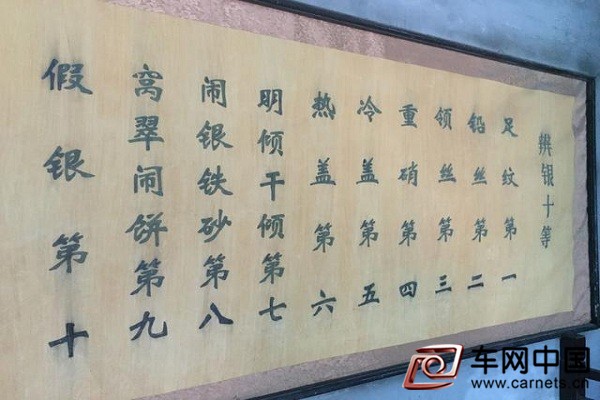 辨银十等
足纹第一
铅丝第二
领丝第三
重硝第四
冷盖第五
热盖第六
明倾干倾第七
闹银铁砂第八
窝翠闹饼第九
假银第十
车网中国
www.carnets.cn